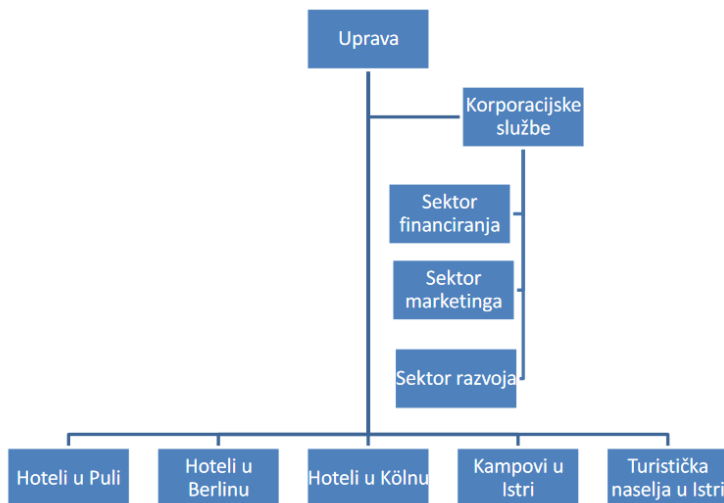 Uprava
Korporacijske
službe
Sektor
financiranja
Sektor
marketinga
Sektor razvoja
Hoteli u Puli
Hoteli u
Berlinu
Hoteli u Kölnu
Kampovi u
Istri
Turistička
naselja u Istri